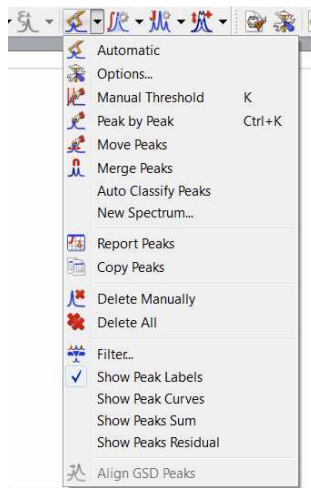 Automatic
Options...
Manual Threshold K
Peak by Peak Ctrl+K
Move Peaks
Merge Peaks
Auto Classify Peaks
New Spectrum...
Report Peaks
Copy Peaks
Delete Manually
Delete All
Filter...
Show Peak Labels
Show Peak Curves
Show Peaks Sum
Show Peaks Residual
Align GSD Peaks